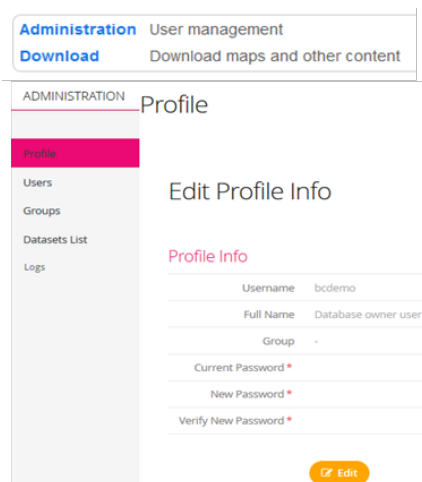 Administration User management
Download Download maps and other content
ADMINISTRATION
Profile
Profile
Users
Groups
Datasets List
Logs
Edit Profile Info
Profile Info
Username bcdemo
Full Name Database owner user
Group -
Current Password *
New Password *
Verify New Password *
Edit